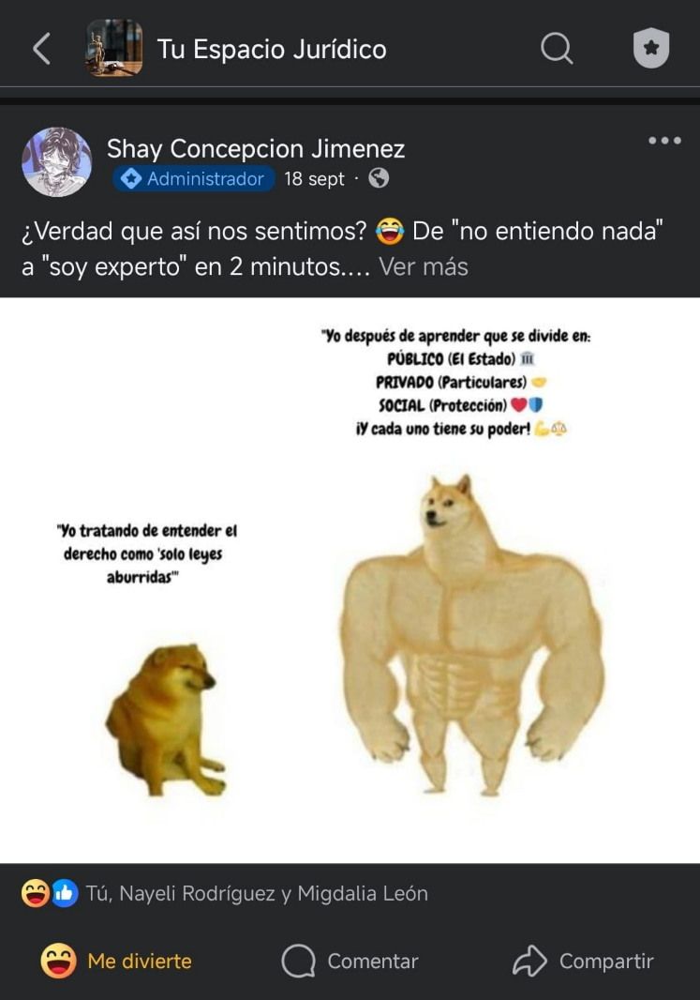 Tu Espacio Jurídico
Shay Concepcion Jimenez
Administrador 18 sept ·
¿Verdad que así nos sentimos? 😂 De "no entiendo nada"
a "soy experto" en 2 minutos.... Ver más
"Yo después de aprender que se divide en:
PÚBLICO (El Estado) 🏛️
PRIVADO (Particulares) 🤝
SOCIAL (Protección) ❤️🛡️
¡Y cada uno tiene su poder! 💪⚖️
"Yo tratando de entender el
derecho como 'solo leyes
aburridas'"
Tú, Nayeli Rodríguez y Migdalia León
Me divierte Comentar Compartir